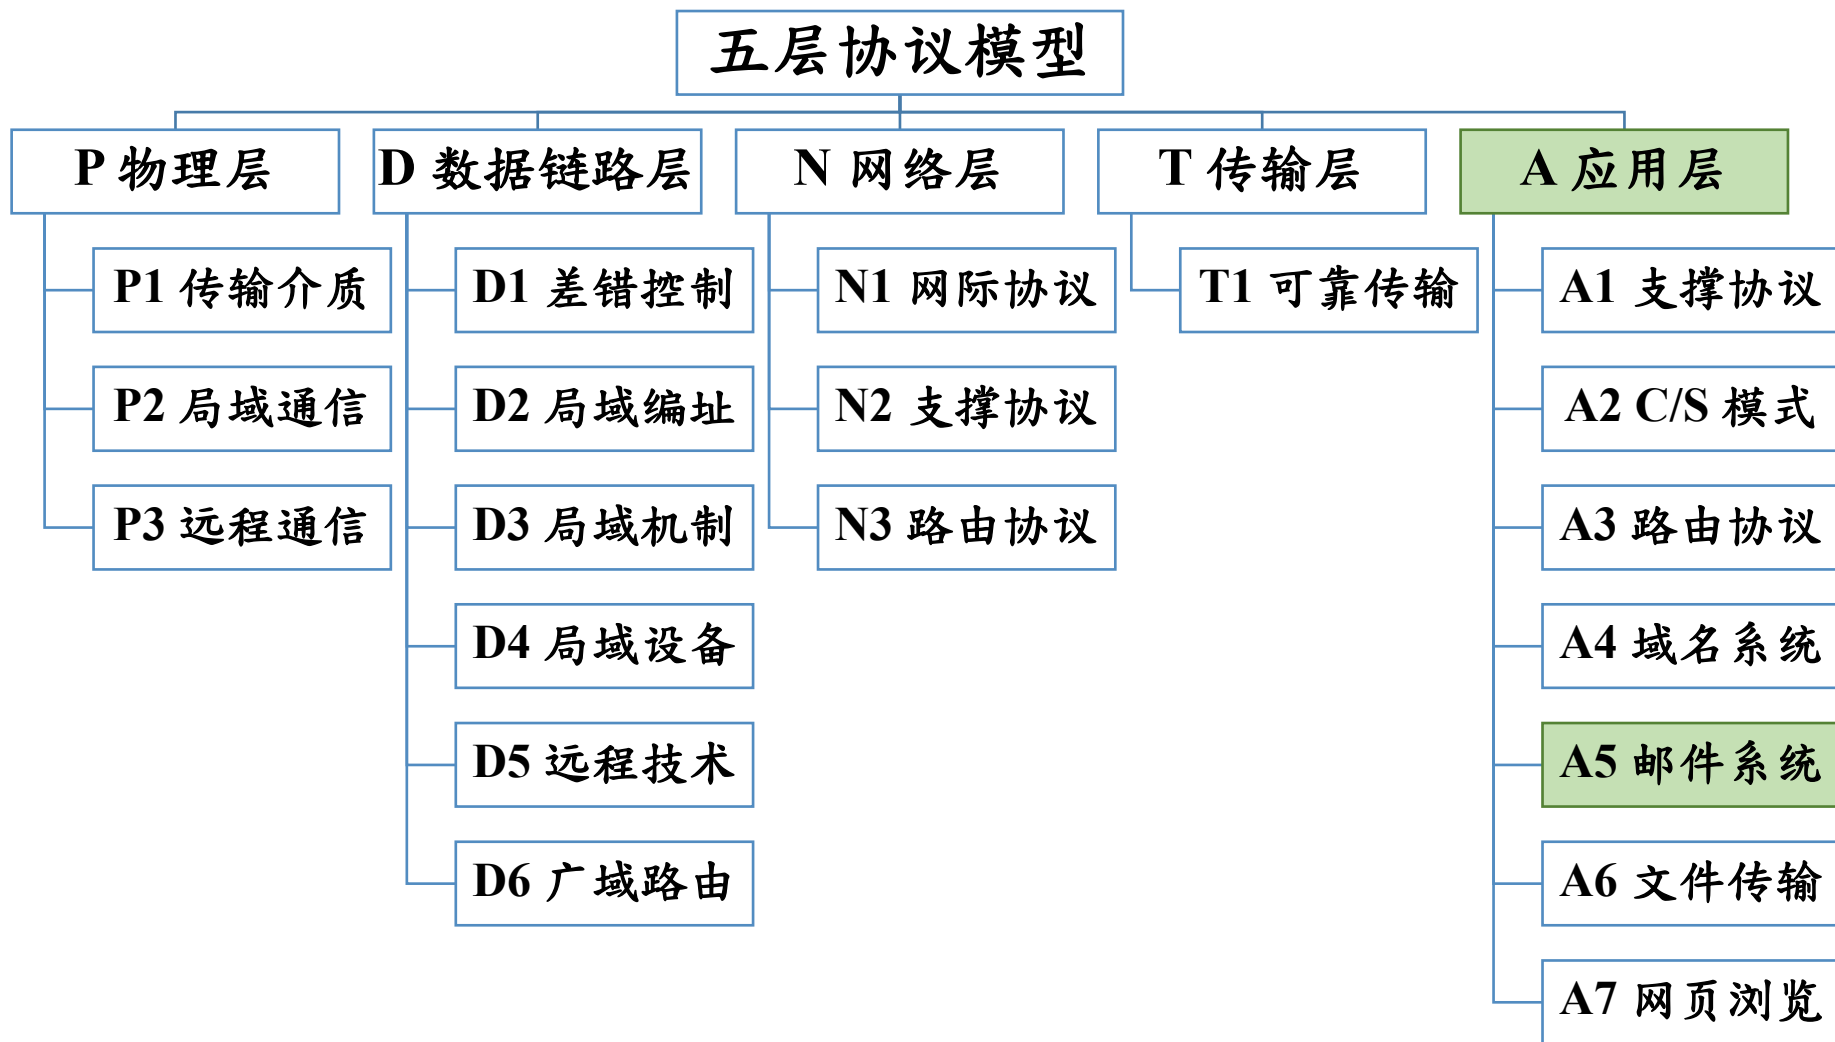 五层协议模型
P 物理层
P1 传输介质
P2 局域通信
P3 远程通信
D 数据链路层
D1 差错控制
D2 局域编址
D3 局域机制
D4 局域设备
D5 远程技术
D6 广域路由
N 网络层
N1 网际协议
N2 支撑协议
N3 路由协议
T 传输层
T1 可靠传输
A 应用层
A1 支撑协议
A2 C/S 模式
A3 路由协议
A4 域名系统
A5 邮件系统
A6 文件传输
A7 网页浏览